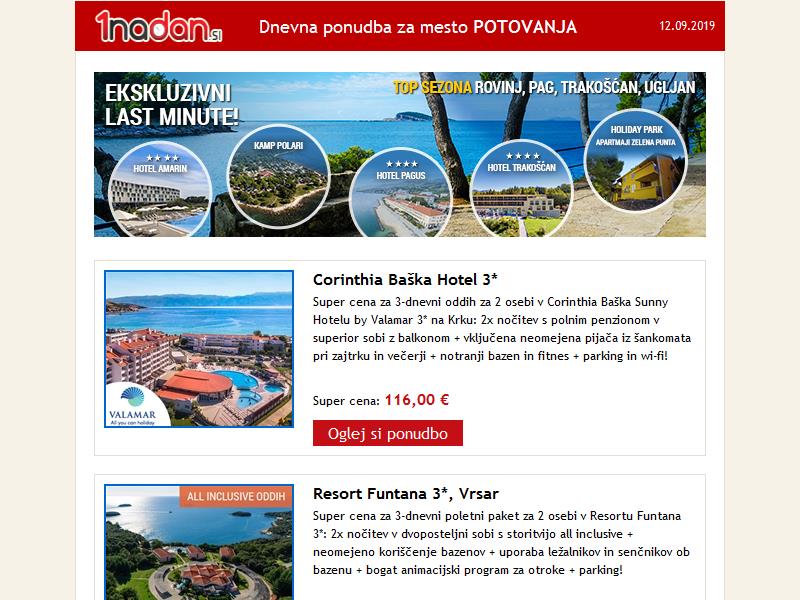 1nadan.si
Dnevna ponudba za mesto POTOVANJA
12.09.2019
EKSKLUZIVNI
LAST MINUTE!
TOP SEZONA ROVINJ, PAG, TRAKOŠČAN, UGLJAN
★★★★
HOTEL AMARIN
KAMP POLARI
★★★★
HOTEL PAGUS
★★★★
HOTEL TRAKOŠČAN
HOLIDAY PARK
APARTMAJI ZELENA PUNTA
VALAMAR
All you can holiday
Corinthia Baška Hotel 3*
Super cena za 3-dnevni oddih za 2 osebi v Corinthia Baška Sunny
Hotelu by Valamar 3* na Krku: 2x nočitev s polnim penzionom v
superior sobi z balkonom + vključena neomejena pijača iz šankomata
pri zajtrku in večerji + notranji bazen in fitnes + parking in wi-fi!
Super cena: 116,00 €
Oglej si ponudbo
ALL INCLUSIVE ODDIH
Resort Funtana 3*, Vrsar
Super cena za 3-dnevni poletni paket za 2 osebi v Resortu Funtana
3*: 2x nočitev v dvoposteljni sobi s storitvijo all inclusive +
neomejeno koriščenje bazenov + uporaba ležalnikov in senčnikov ob
bazenu + bogat animacijski program za otroke + parking!